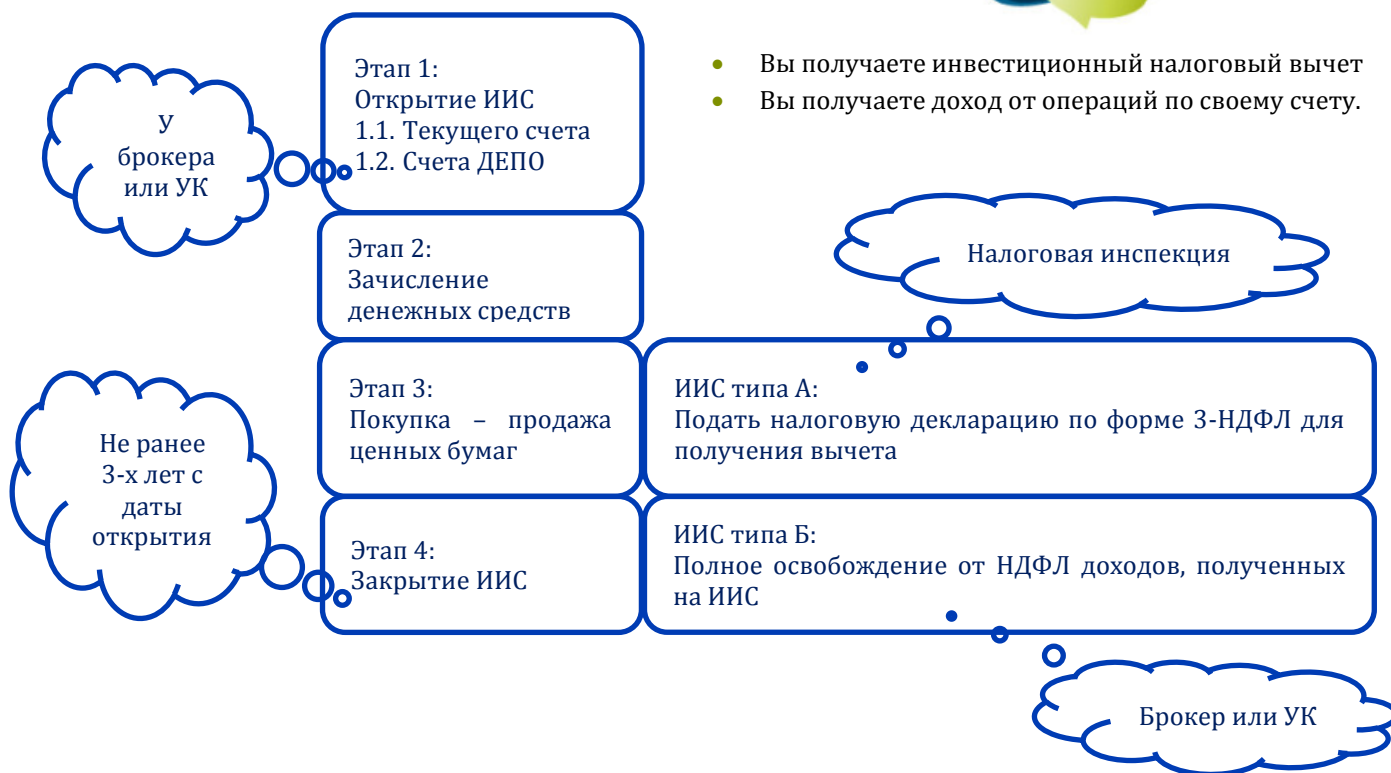 У
брокера
или УК
Этап 1:
Открытие ИИС
1.1. Текущего счета
1.2. Счета ДЕПО
Вы получаете инвестиционный налоговый вычет
Вы получаете доход от операций по своему счету.
Этап 2:
Зачисление
денежных средств
Налоговая инспекция
Не ранее
3-х лет с
даты
открытия
Этап 3:
Покупка – продажа
ценных бумаг
ИИС типа А:
Подать налоговую декларацию по форме 3-НДФЛ для
получения вычета
Этап 4:
Закрытие ИИС
ИИС типа Б:
Полное освобождение от НДФЛ доходов, полученных
на ИИС
Брокер или УК